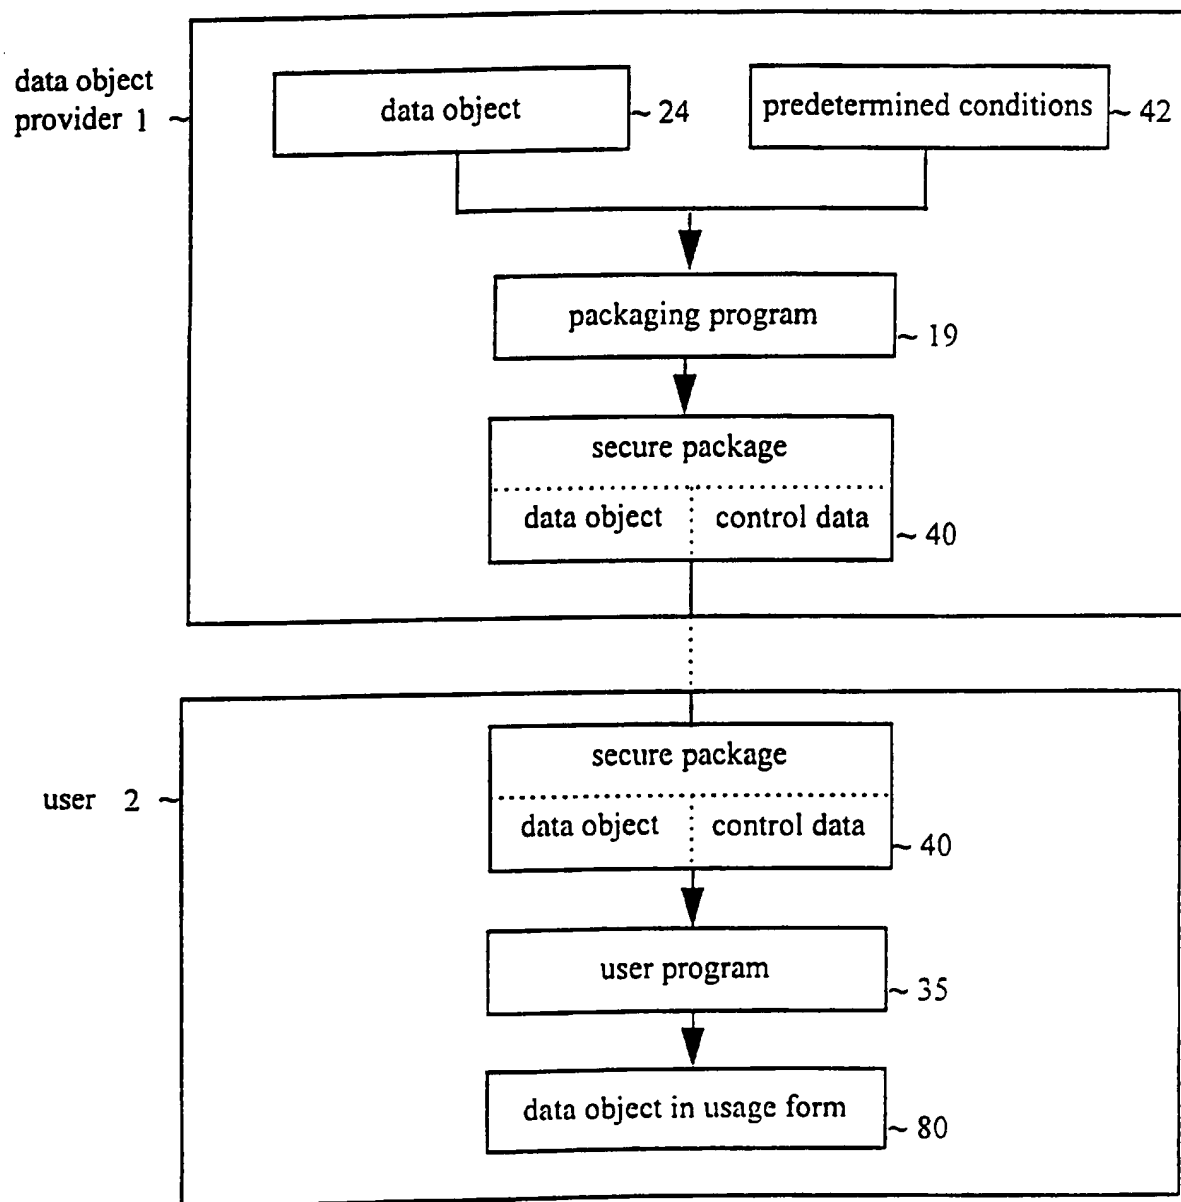 data object
provider 1 ~
data object
~ 24
predetermined conditions
~ 42
packaging program
~ 19
secure package
data object
control data
~ 40
user 2 ~
secure package
data object
control data
~ 40
user program
~ 35
data object in usage form
~ 80